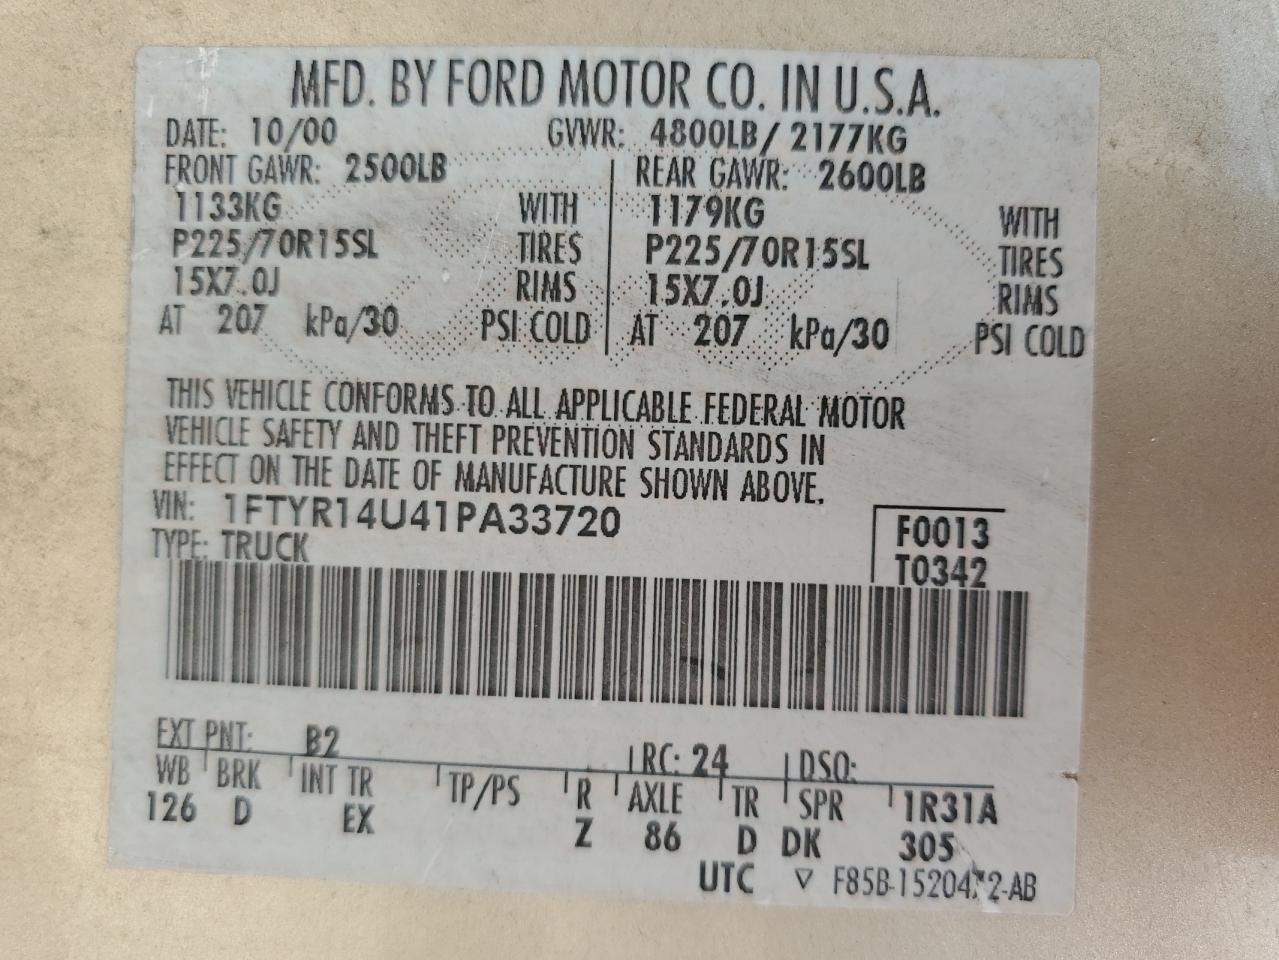 MFD. BY FORD MOTOR CO. IN U.S.A.
DATE: 10/00 GVWR: 4800LB/ 2177KG
FRONT GAWR: 2500LB REAR GAWR: 2600LB
1133KG WITH 1179KG WITH
P225/70R15SL TIRES P225/70R15SL TIRES
15X7.0J RIMS 15X7.0J RIMS
AT 207 kPa/30 PSI COLD AT 207 kPa/30 PSI COLD
THIS VEHICLE CONFORMS TO ALL APPLICABLE FEDERAL MOTOR
VEHICLE SAFETY AND THEFT PREVENTION STANDARDS IN
EFFECT ON THE DATE OF MANUFACTURE SHOWN ABOVE.
VIN: 1FTYR14U41PA33720 F0013
TYPE: TRUCK T0342
EXT PNT: B2 RC: 24 DSO:
WB BRK INT TR TP/PS R AXLE TR SPR 1R31A
126 D EX Z 86 D DK 305
UTC ▽ F85B-1520472-AB